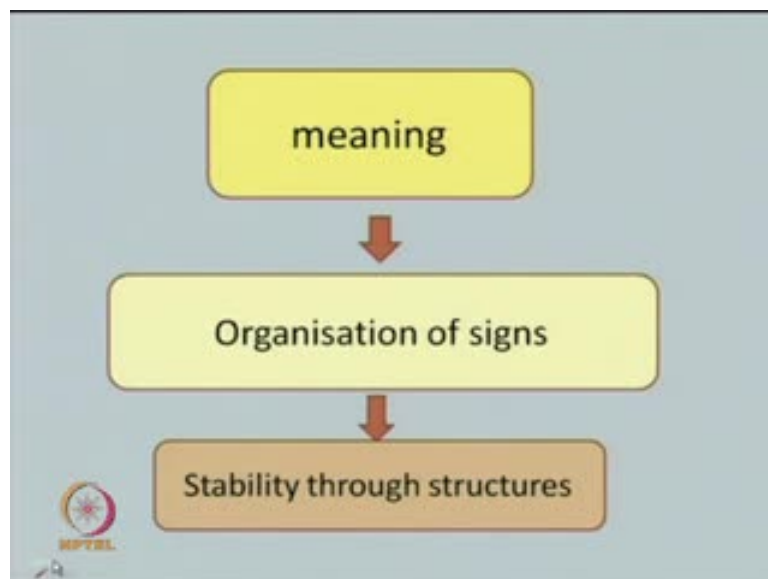 meaning
Organisation of signs
Stability through structures
NPTEL